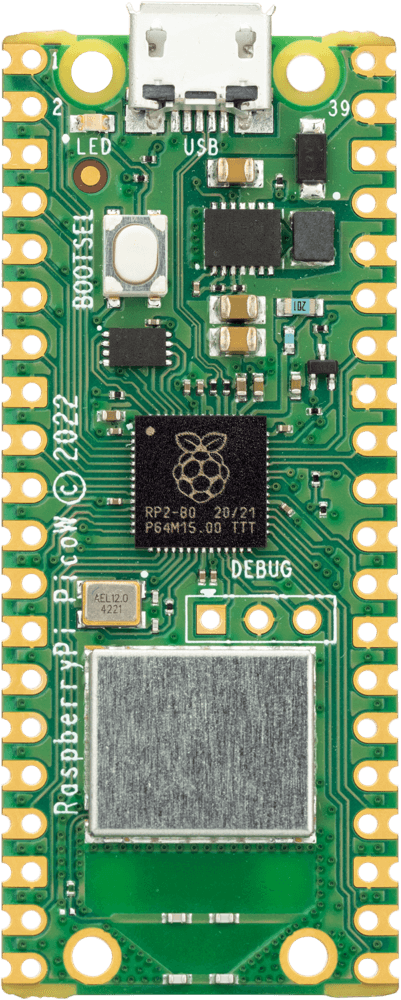 1
2
39
LED
USB
BOOTSEL
201
RP2-B0 20/21
P64M15.00 TTT
DEBUG
AEL12.0
4221
RaspberryPi PicoW © 2022